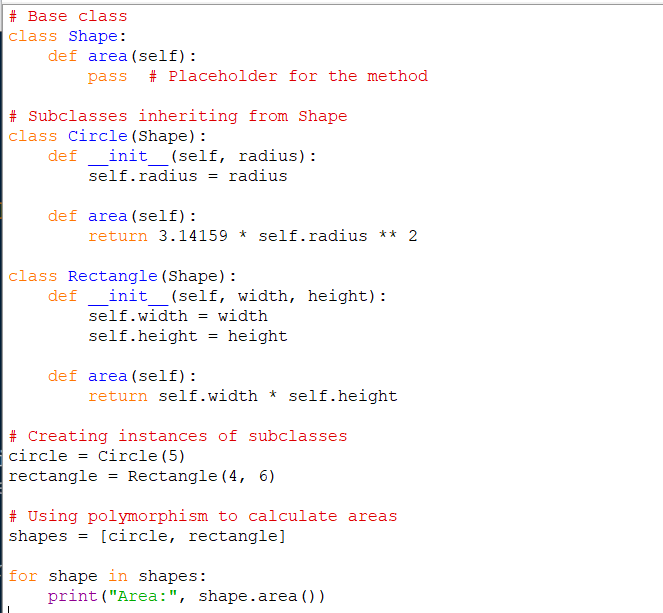 # Base class
class Shape:
    def area(self):
        pass  # Placeholder for the method

# Subclasses inheriting from Shape
class Circle(Shape):
    def __init__(self, radius):
        self.radius = radius

    def area(self):
        return 3.14159 * self.radius ** 2

class Rectangle(Shape):
    def __init__(self, width, height):
        self.width = width
        self.height = height

    def area(self):
        return self.width * self.height

# Creating instances of subclasses
circle = Circle(5)
rectangle = Rectangle(4, 6)

# Using polymorphism to calculate areas
shapes = [circle, rectangle]

for shape in shapes:
    print("Area:", shape.area())